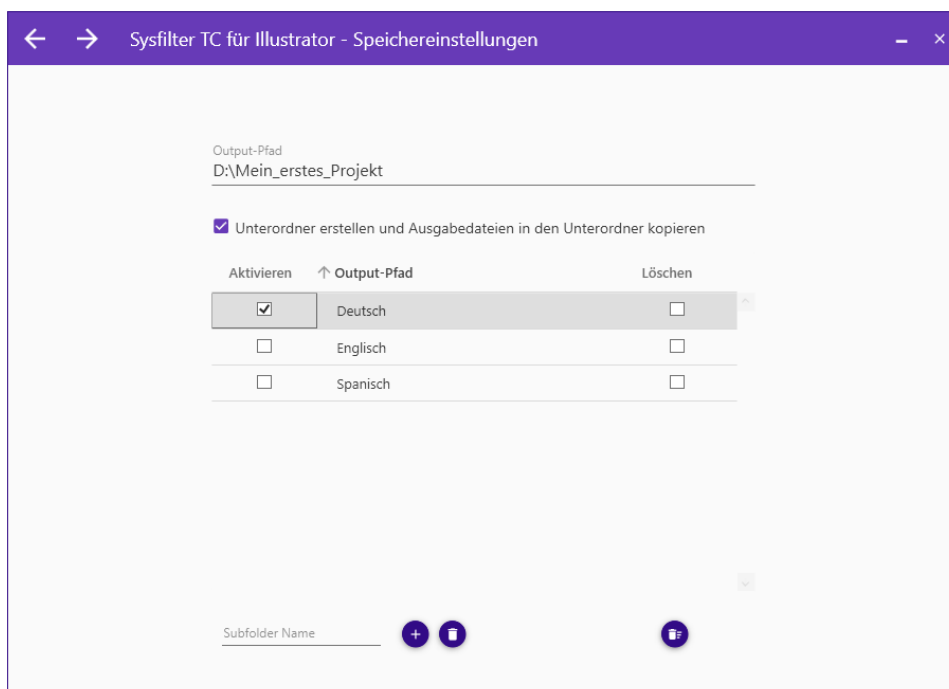 Sysfilter TC für Illustrator - Speichereinstellungen
Output-Pfad
D:\Mein_erstes_Projekt
Unterordner erstellen und Ausgabedateien in den Unterordner kopieren
Aktivieren Output-Pfad Löschen
Deutsch
Englisch
Spanisch
Subfolder Name